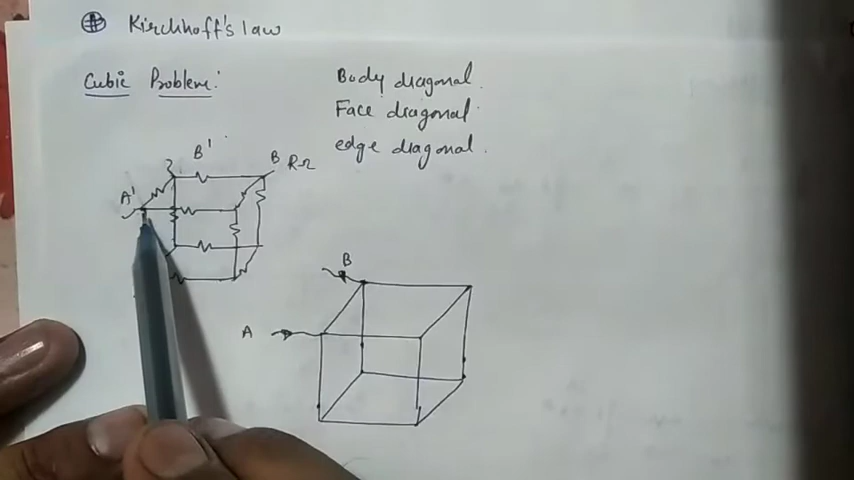 Kirchhoff's law
Cubic Problem:
Body diagonal.
Face diagonal.
edge diagonal.
B'
B R-Ω
A'
B
A